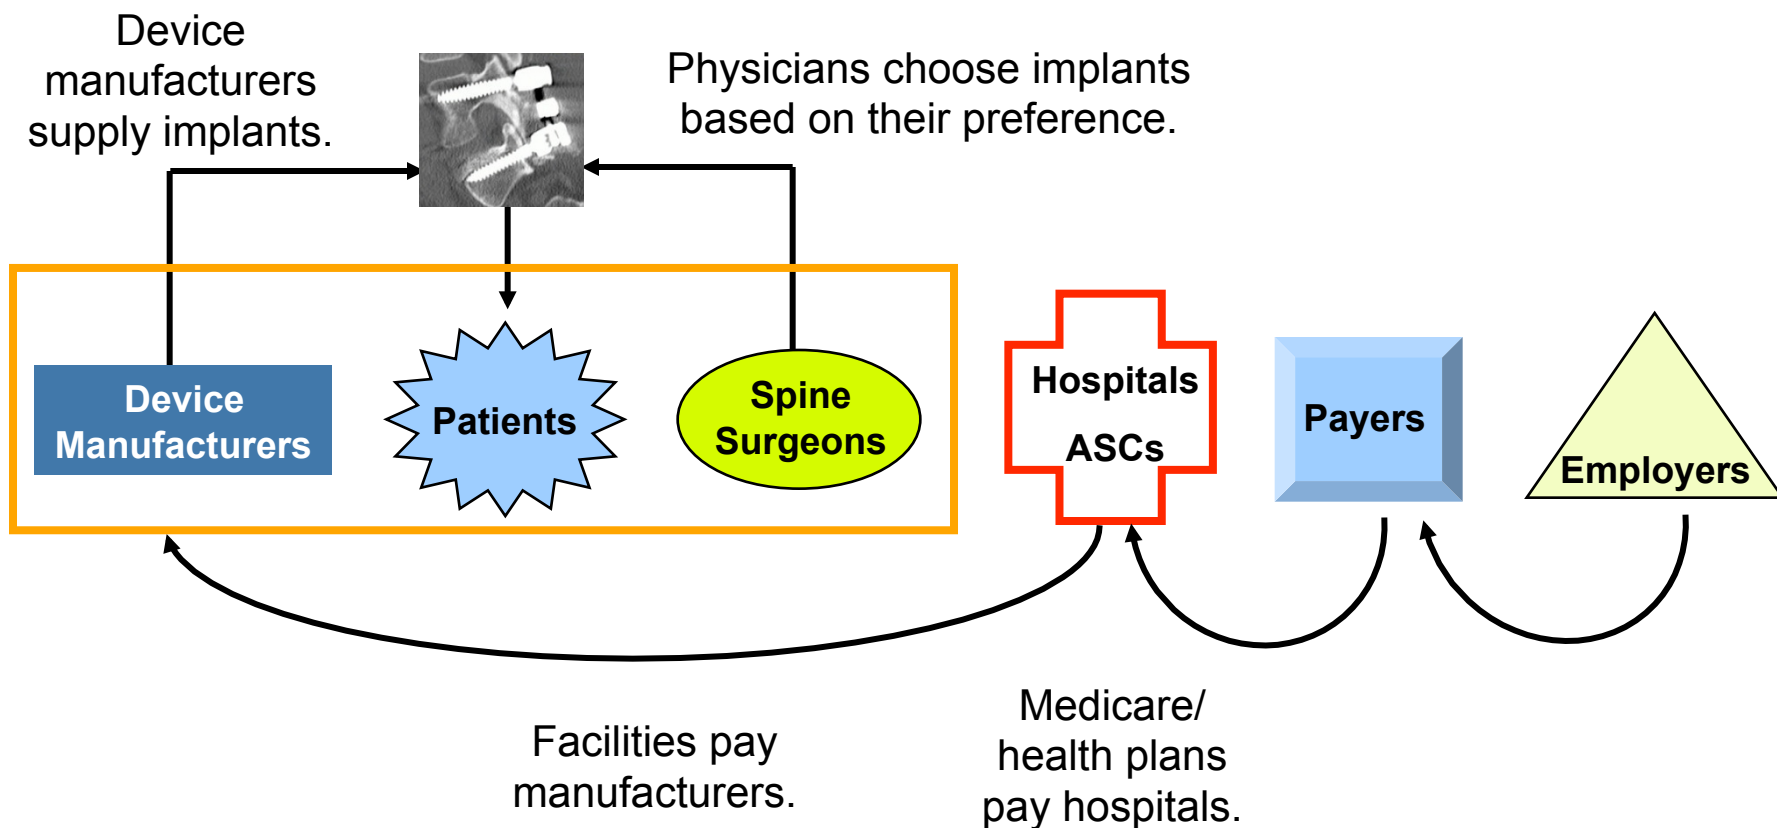 Device
manufacturers
supply implants.
Physicians choose implants
based on their preference.
Device
Manufacturers
Patients
Spine
Surgeons
Hospitals
ASCs
Payers
Employers
Facilities pay
manufacturers.
Medicare/
health plans
pay hospitals.